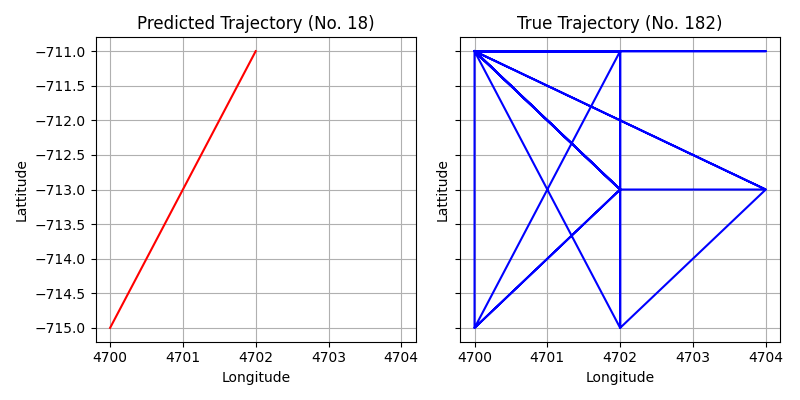 Predicted Trajectory (No. 18)
True Trajectory (No. 182)
−711.0
−711.5
−712.0
−712.5
−713.0
−713.5
−714.0
−714.5
−715.0
Lattitude
Lattitude
4700 4701 4702 4703 4704
4700 4701 4702 4703 4704
Longitude
Longitude